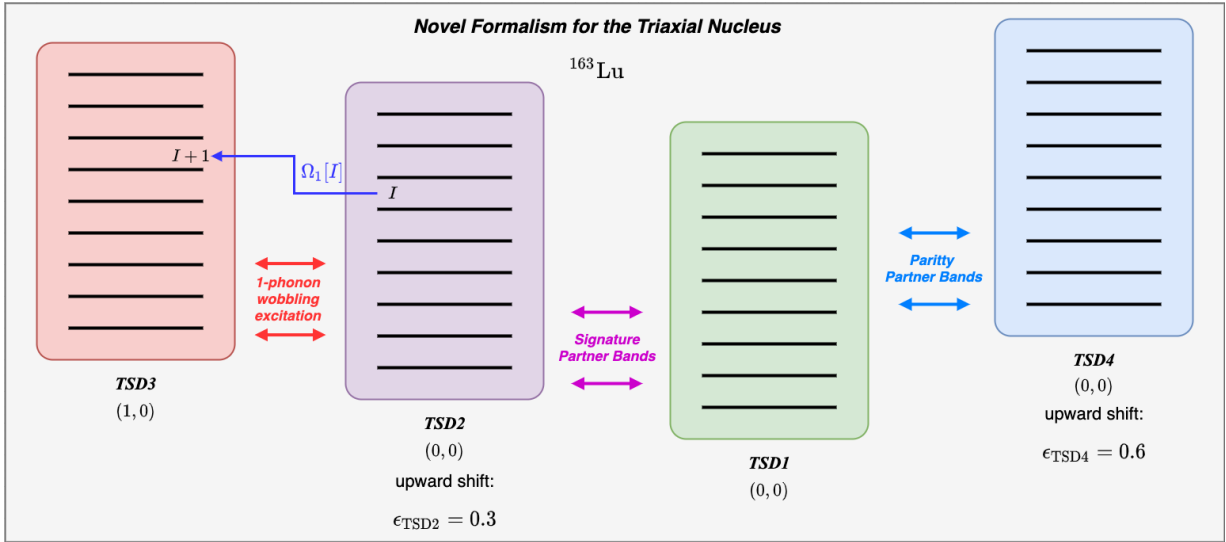 Novel Formalism for the Triaxial Nucleus
¹⁶³Lu
I + 1
Ω₁[I]
I
1-phonon
wobbling
excitation
Signature
Partner Bands
Paritty
Partner Bands
TSD3
(1, 0)
TSD2
(0, 0)
upward shift:
ϵ_TSD2 = 0.3
TSD1
(0, 0)
TSD4
(0, 0)
upward shift:
ϵ_TSD4 = 0.6